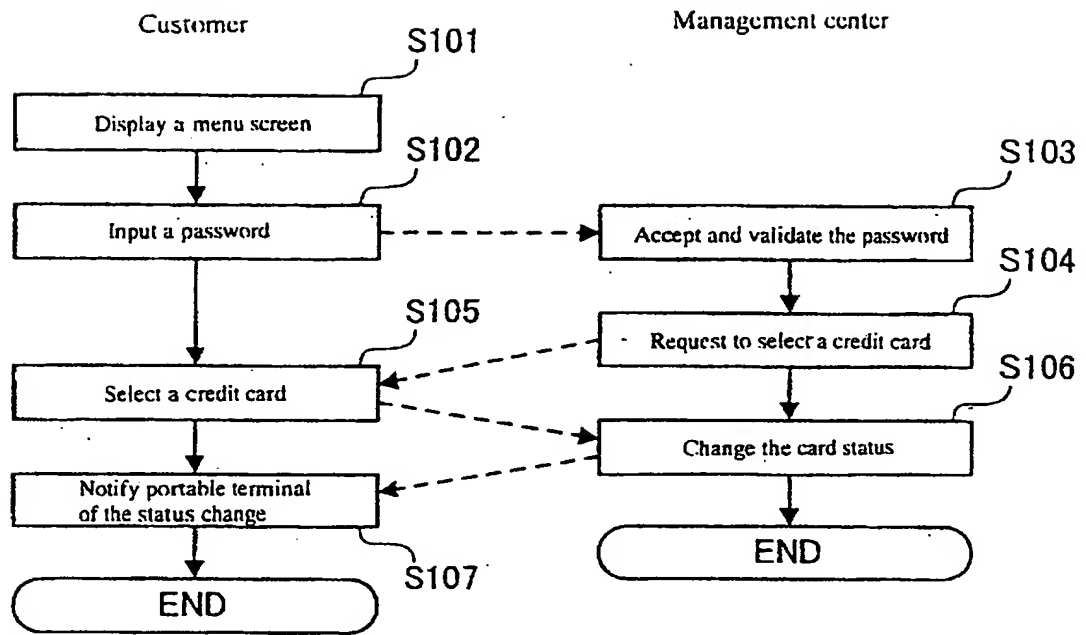 Customer
Management center
S101
Display a menu screen
S102
S103
Input a password
Accept and validate the password
S104
S105
Request to select a credit card
S106
Select a credit card
Change the card status
Notify portable terminal
of the status change
END
S107
END